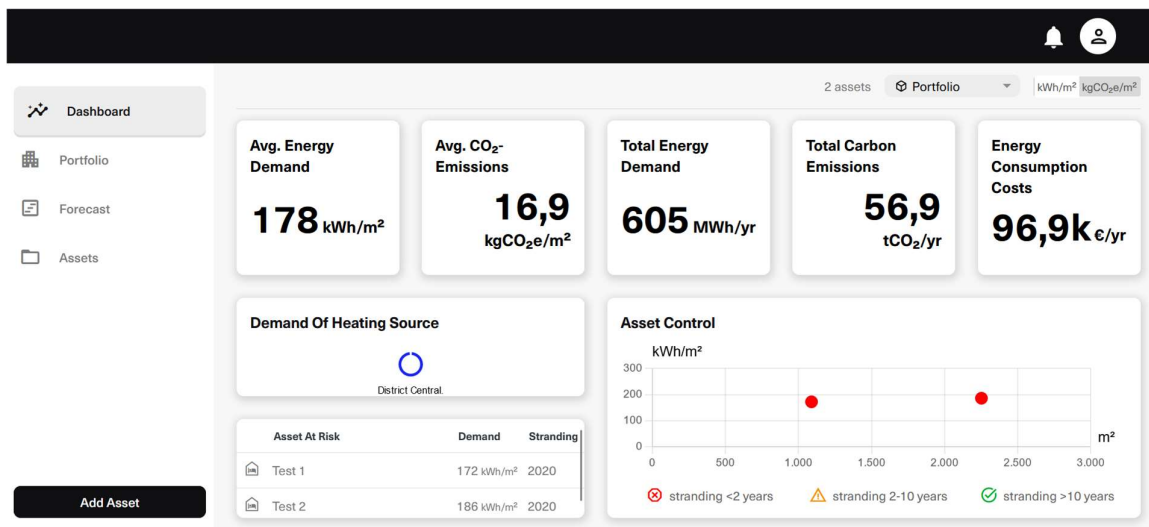 2 assets
Portfolio
kWh/m²
kgCO₂e/m²
Dashboard
Portfolio
Forecast
Assets
Add Asset
Avg. Energy
Demand
178 kWh/m²
Avg. CO₂-
Emissions
16,9
kgCO₂e/m²
Total Energy
Demand
605 MWh/yr
Total Carbon
Emissions
56,9
tCO₂/yr
Energy
Consumption
Costs
96,9k €/yr
Demand Of Heating Source
District Central.
Asset At Risk Demand Stranding
Test 1 172 kWh/m² 2020
Test 2 186 kWh/m² 2020
Asset Control
kWh/m²
300
200
100
0
m²
0 500 1.000 1.500 2.000 2.500 3.000
stranding <2 years
stranding 2-10 years
stranding >10 years